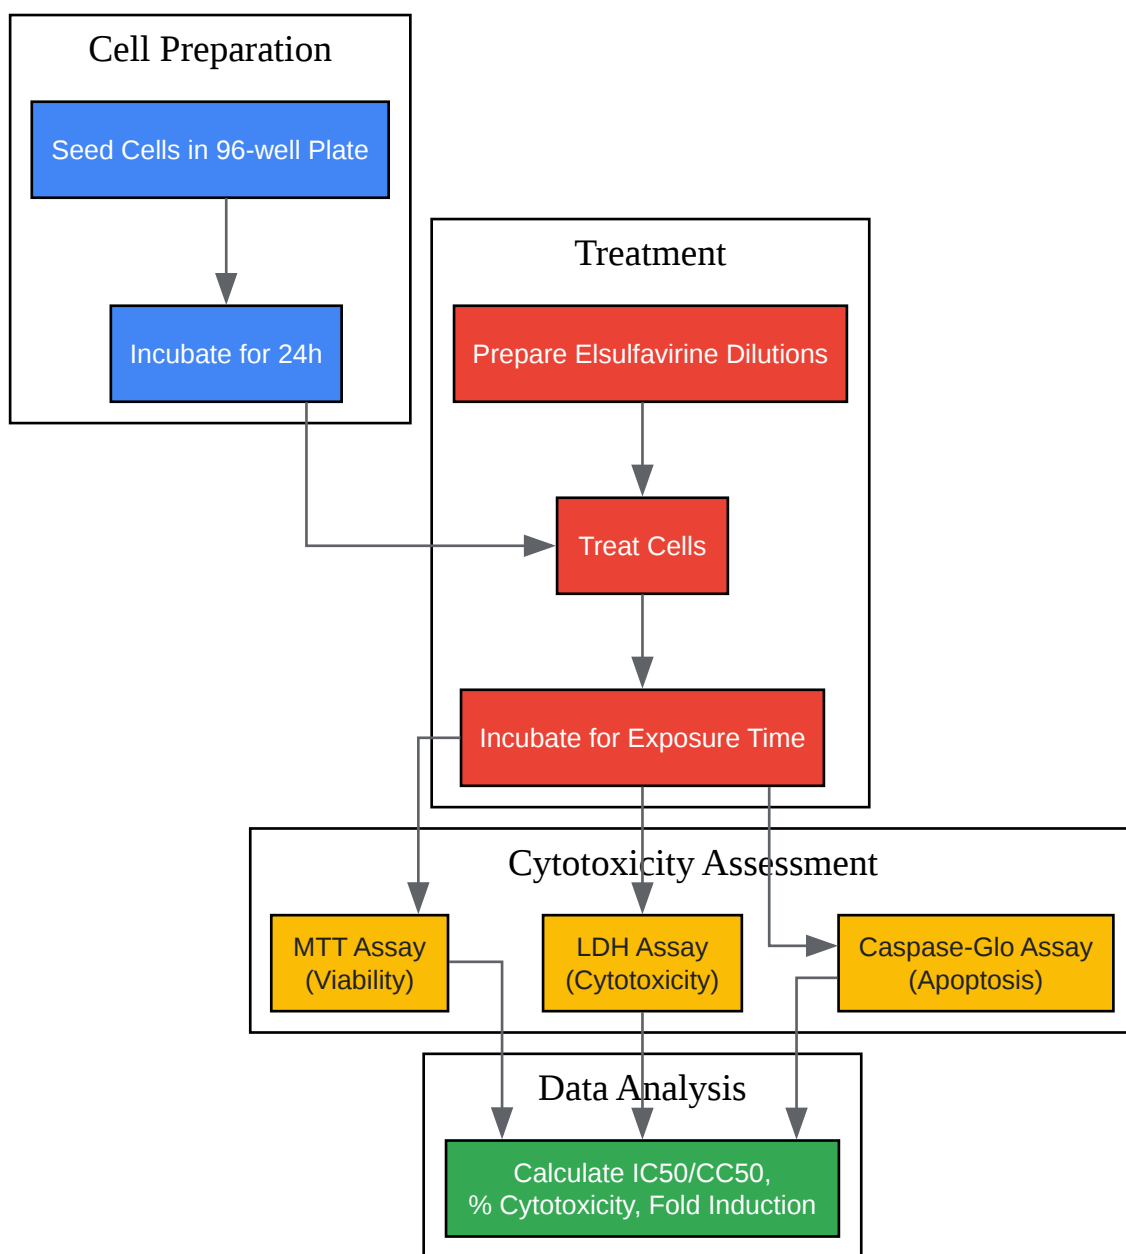 Cell Preparation
Seed Cells in 96-well Plate
Incubate for 24h
Treatment
Prepare Elsulfavirine Dilutions
Treat Cells
Incubate for Exposure Time
Cytotoxicity Assessment
MTT Assay
(Viability)
LDH Assay
(Cytotoxicity)
Caspase-Glo Assay
(Apoptosis)
Data Analysis
Calculate IC50/CC50,
% Cytotoxicity, Fold Induction